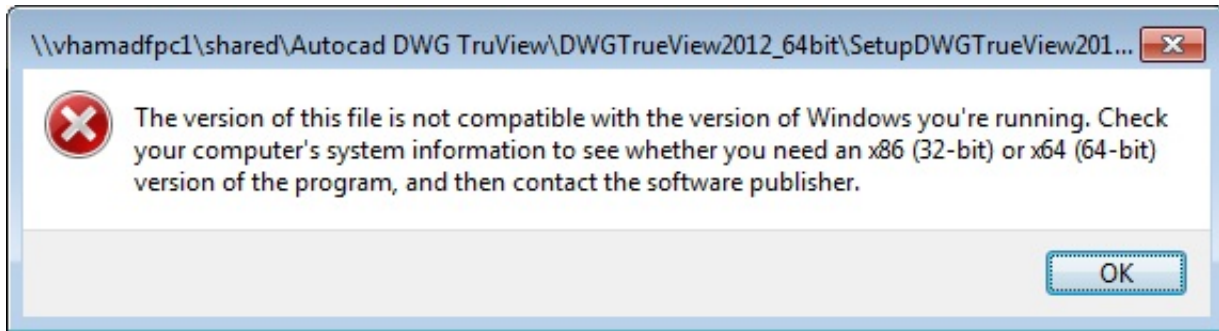 \\vhamadfpc1\shared\Autocad DWG TruView\DWGTrueView2012_64bit\SetupDWGTrueView201...
The version of this file is not compatible with the version of Windows you're running. Check
your computer's system information to see whether you need an x86 (32-bit) or x64 (64-bit)
version of the program, and then contact the software publisher.
OK